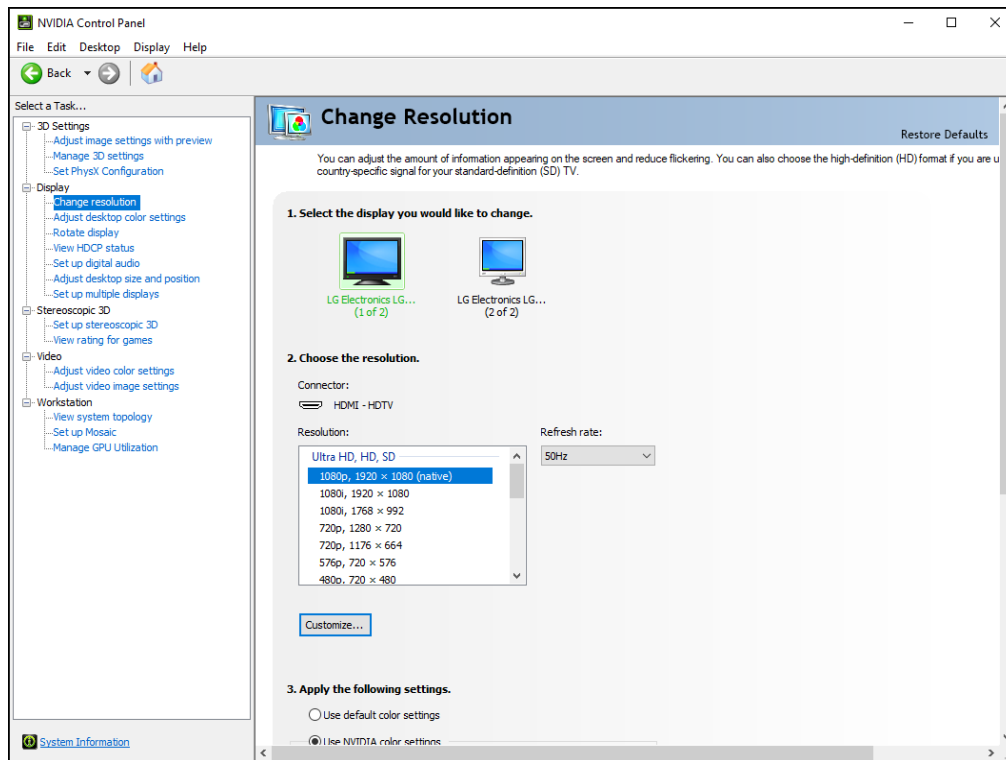 NVIDIA Control Panel
File Edit Desktop Display Help
Back
Select a Task...
3D Settings
Adjust image settings with preview
Manage 3D settings
Set PhysX Configuration
Display
Change resolution
Adjust desktop color settings
Rotate display
View HDCP status
Set up digital audio
Adjust desktop size and position
Set up multiple displays
Stereoscopic 3D
Set up stereoscopic 3D
View rating for games
Video
Adjust video color settings
Adjust video image settings
Workstation
View system topology
Set up Mosaic
Manage GPU Utilization
System Information
Change Resolution
Restore Defaults
You can adjust the amount of information appearing on the screen and reduce flickering. You can also choose the high-definition (HD) format if you are u
country-specific signal for your standard-definition (SD) TV.
1. Select the display you would like to change.
LG Electronics LG... LG Electronics LG...
(1 of 2) (2 of 2)
2. Choose the resolution.
Connector:
HDMI - HDTV
Resolution: Refresh rate:
Ultra HD, HD, SD 50Hz
1080p, 1920 × 1080 (native)
1080i, 1920 × 1080
1080i, 1768 × 992
720p, 1280 × 720
720p, 1176 × 664
576p, 720 × 576
480p, 720 × 480
Customize...
3. Apply the following settings.
Use default color settings
Use NVIDIA color settings